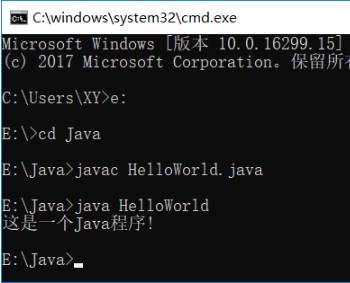 C:\windows\system32\cmd.exe
Microsoft Windows [版本 10.0.16299.15]
(c) 2017 Microsoft Corporation。保留所
C:\Users\XY>e:
E:\>cd Java
E:\Java>javac HelloWorld.java
E:\Java>java HelloWorld
这是一个Java程序!
E:\Java>